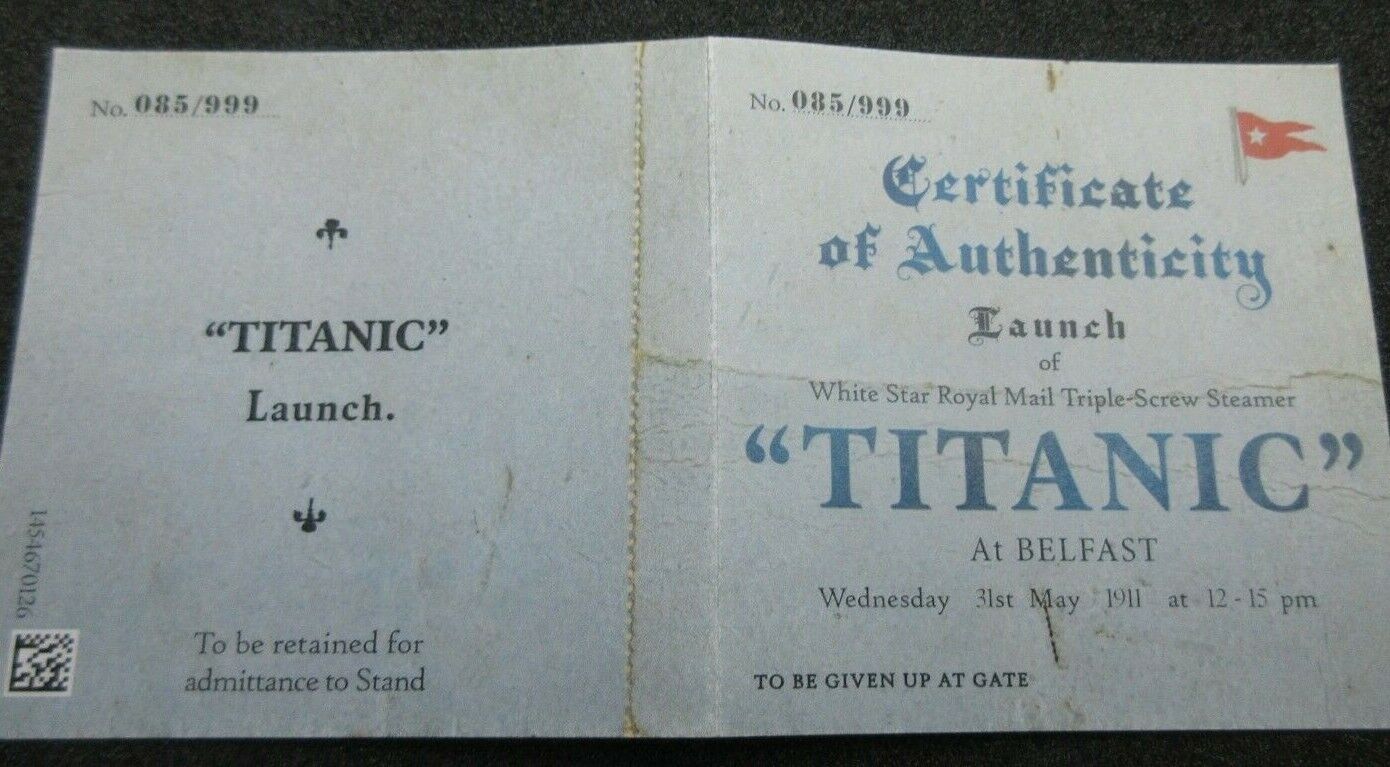 No. 085/999
“TITANIC”
Launch.
1454670126
To be retained for
admittance to Stand
No. 085/999
Certificate
of Authenticity
Launch
of
White Star Royal Mail Triple-Screw Steamer
“TITANIC”
At BELFAST
Wednesday 31st May 1911 at 12-15 pm
TO BE GIVEN UP AT GATE